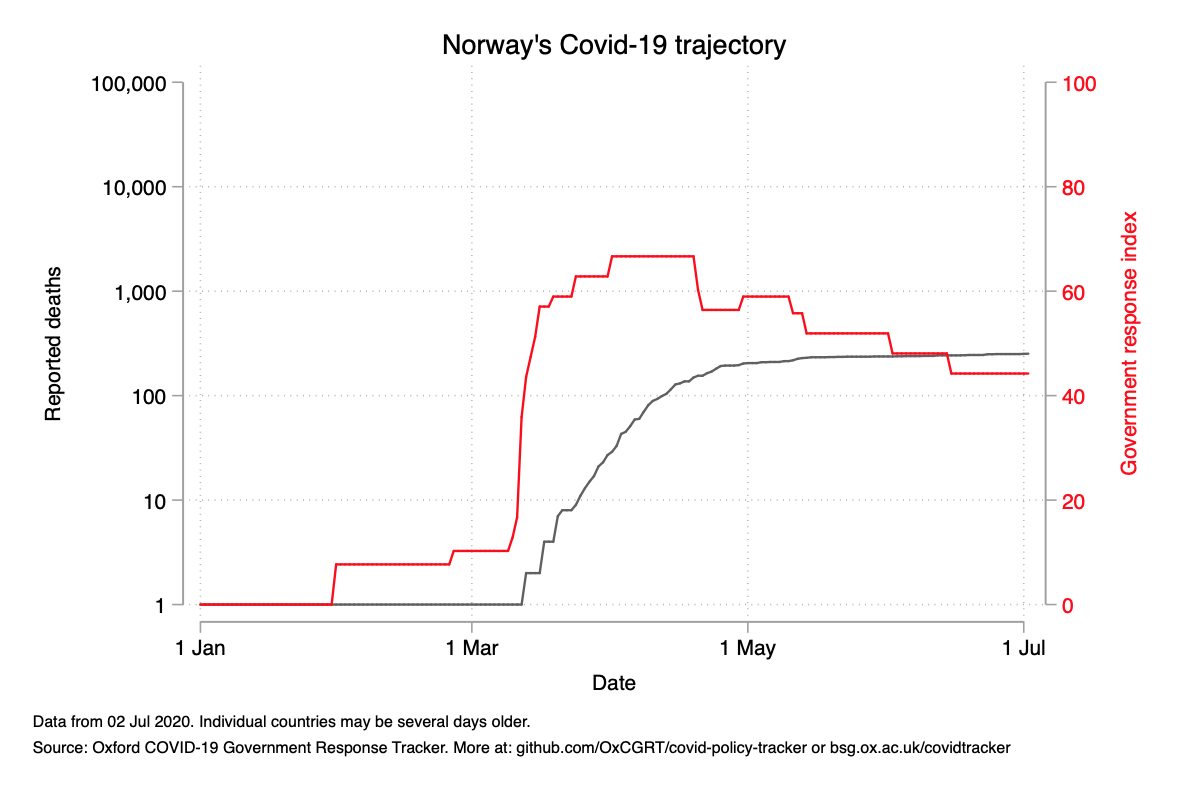 Norway's Covid-19 trajectory
100,000
10,000
1,000
100
10
1
Reported deaths
100
80
60
40
20
0
Government response index
1 Jan
1 Mar
1 May
1 Jul
Date
Data from 02 Jul 2020. Individual countries may be several days older.
Source: Oxford COVID-19 Government Response Tracker. More at: github.com/OxCGRT/covid-policy-tracker or bsg.ox.ac.uk/covidtracker